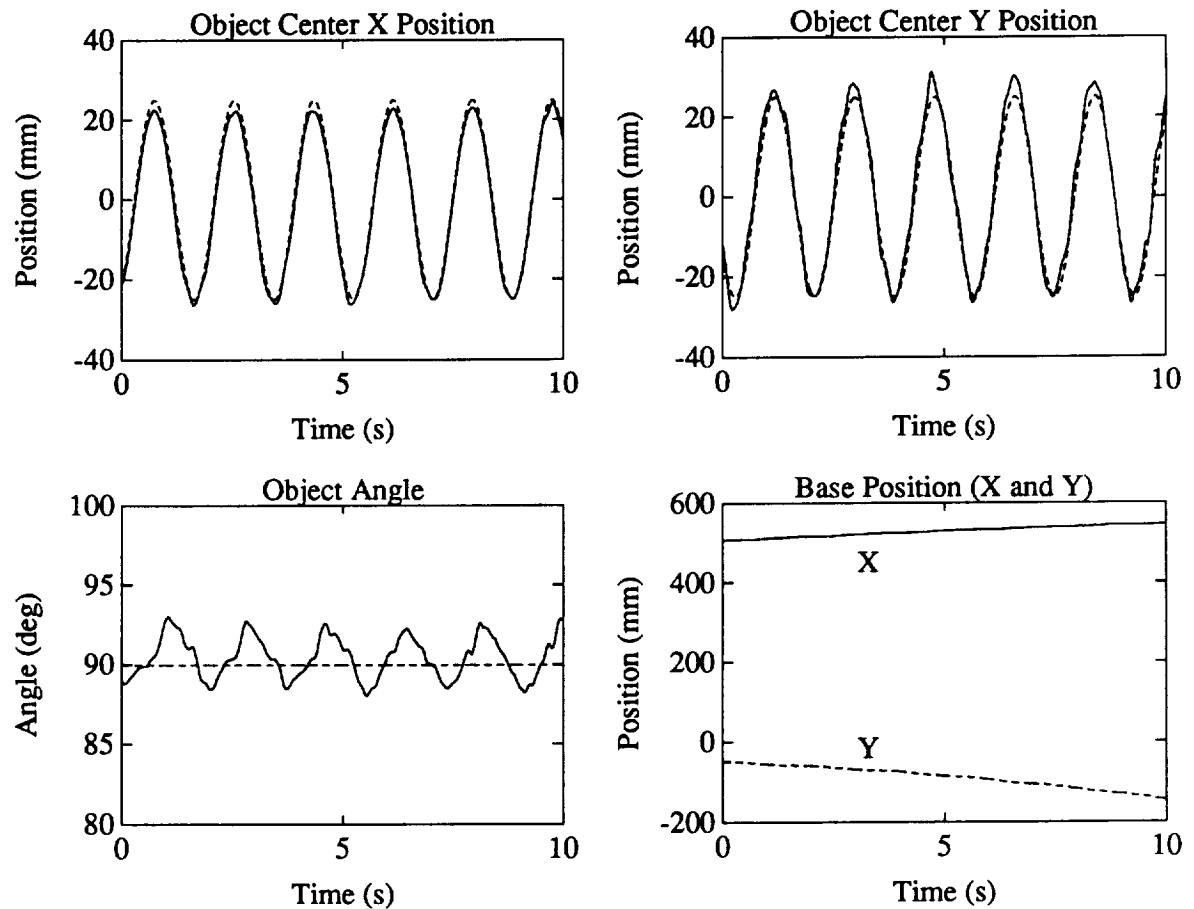 Object Center X Position
40
20
0
-20
-40
Position (mm)
0 5 10
Time (s)
Object Center Y Position
40
20
0
-20
-40
Position (mm)
0 5 10
Time (s)
Object Angle
100
95
90
85
80
Angle (deg)
0 5 10
Time (s)
Base Position (X and Y)
600
400
200
0
-200
Position (mm)
X
Y
0 5 10
Time (s)